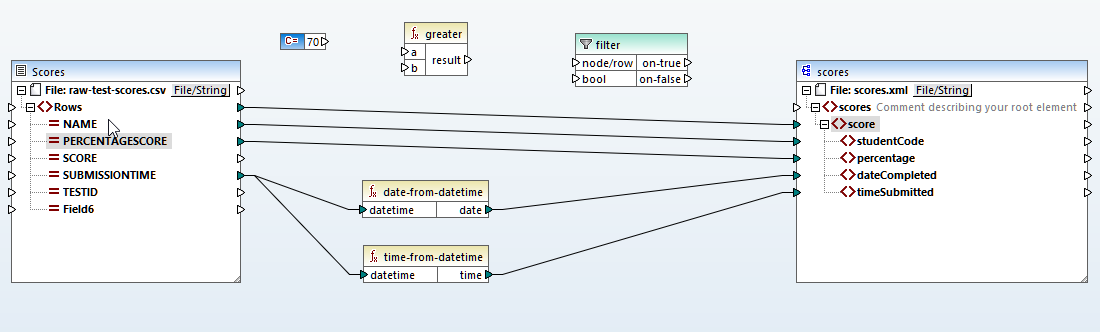 C= 70
greater
a
b
result
filter
node/row on-true
bool on-false
Scores
File: raw-test-scores.csv File/String
Rows
NAME
PERCENTAGESCORE
SCORE
SUBMISSIONTIME
TESTID
Field6
date-from-datetime
datetime date
time-from-datetime
datetime time
scores
File: scores.xml File/String
scores Comment describing your root element
score
studentCode
percentage
dateCompleted
timeSubmitted